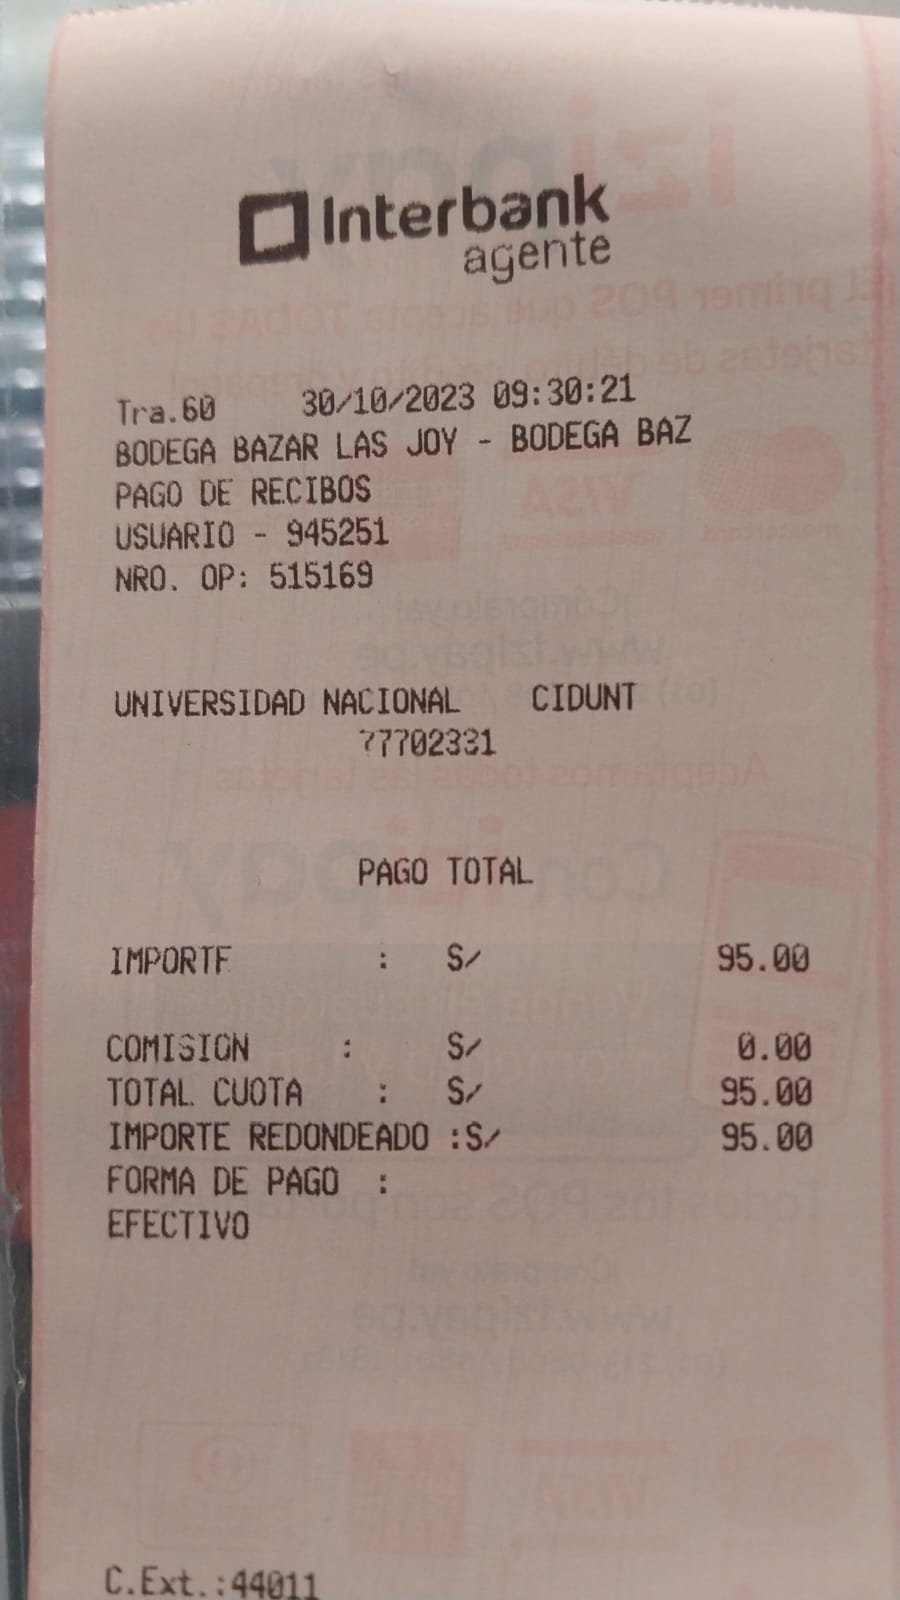 Interbank
agente
Tra.60 30/10/2023 09:30:21
BODEGA BAZAR LAS JOY - BODEGA BAZ
PAGO DE RECIBOS
USUARIO - 945251
NRO. OP: 515169
UNIVERSIDAD NACIONAL CIDUNT
77702331
PAGO TOTAL
IMPORTE : S/ 95.00
COMISION : S/ 0.00
TOTAL CUOTA : S/ 95.00
IMPORTE REDONDEADO :S/ 95.00
FORMA DE PAGO :
EFECTIVO
C.Ext.:44011